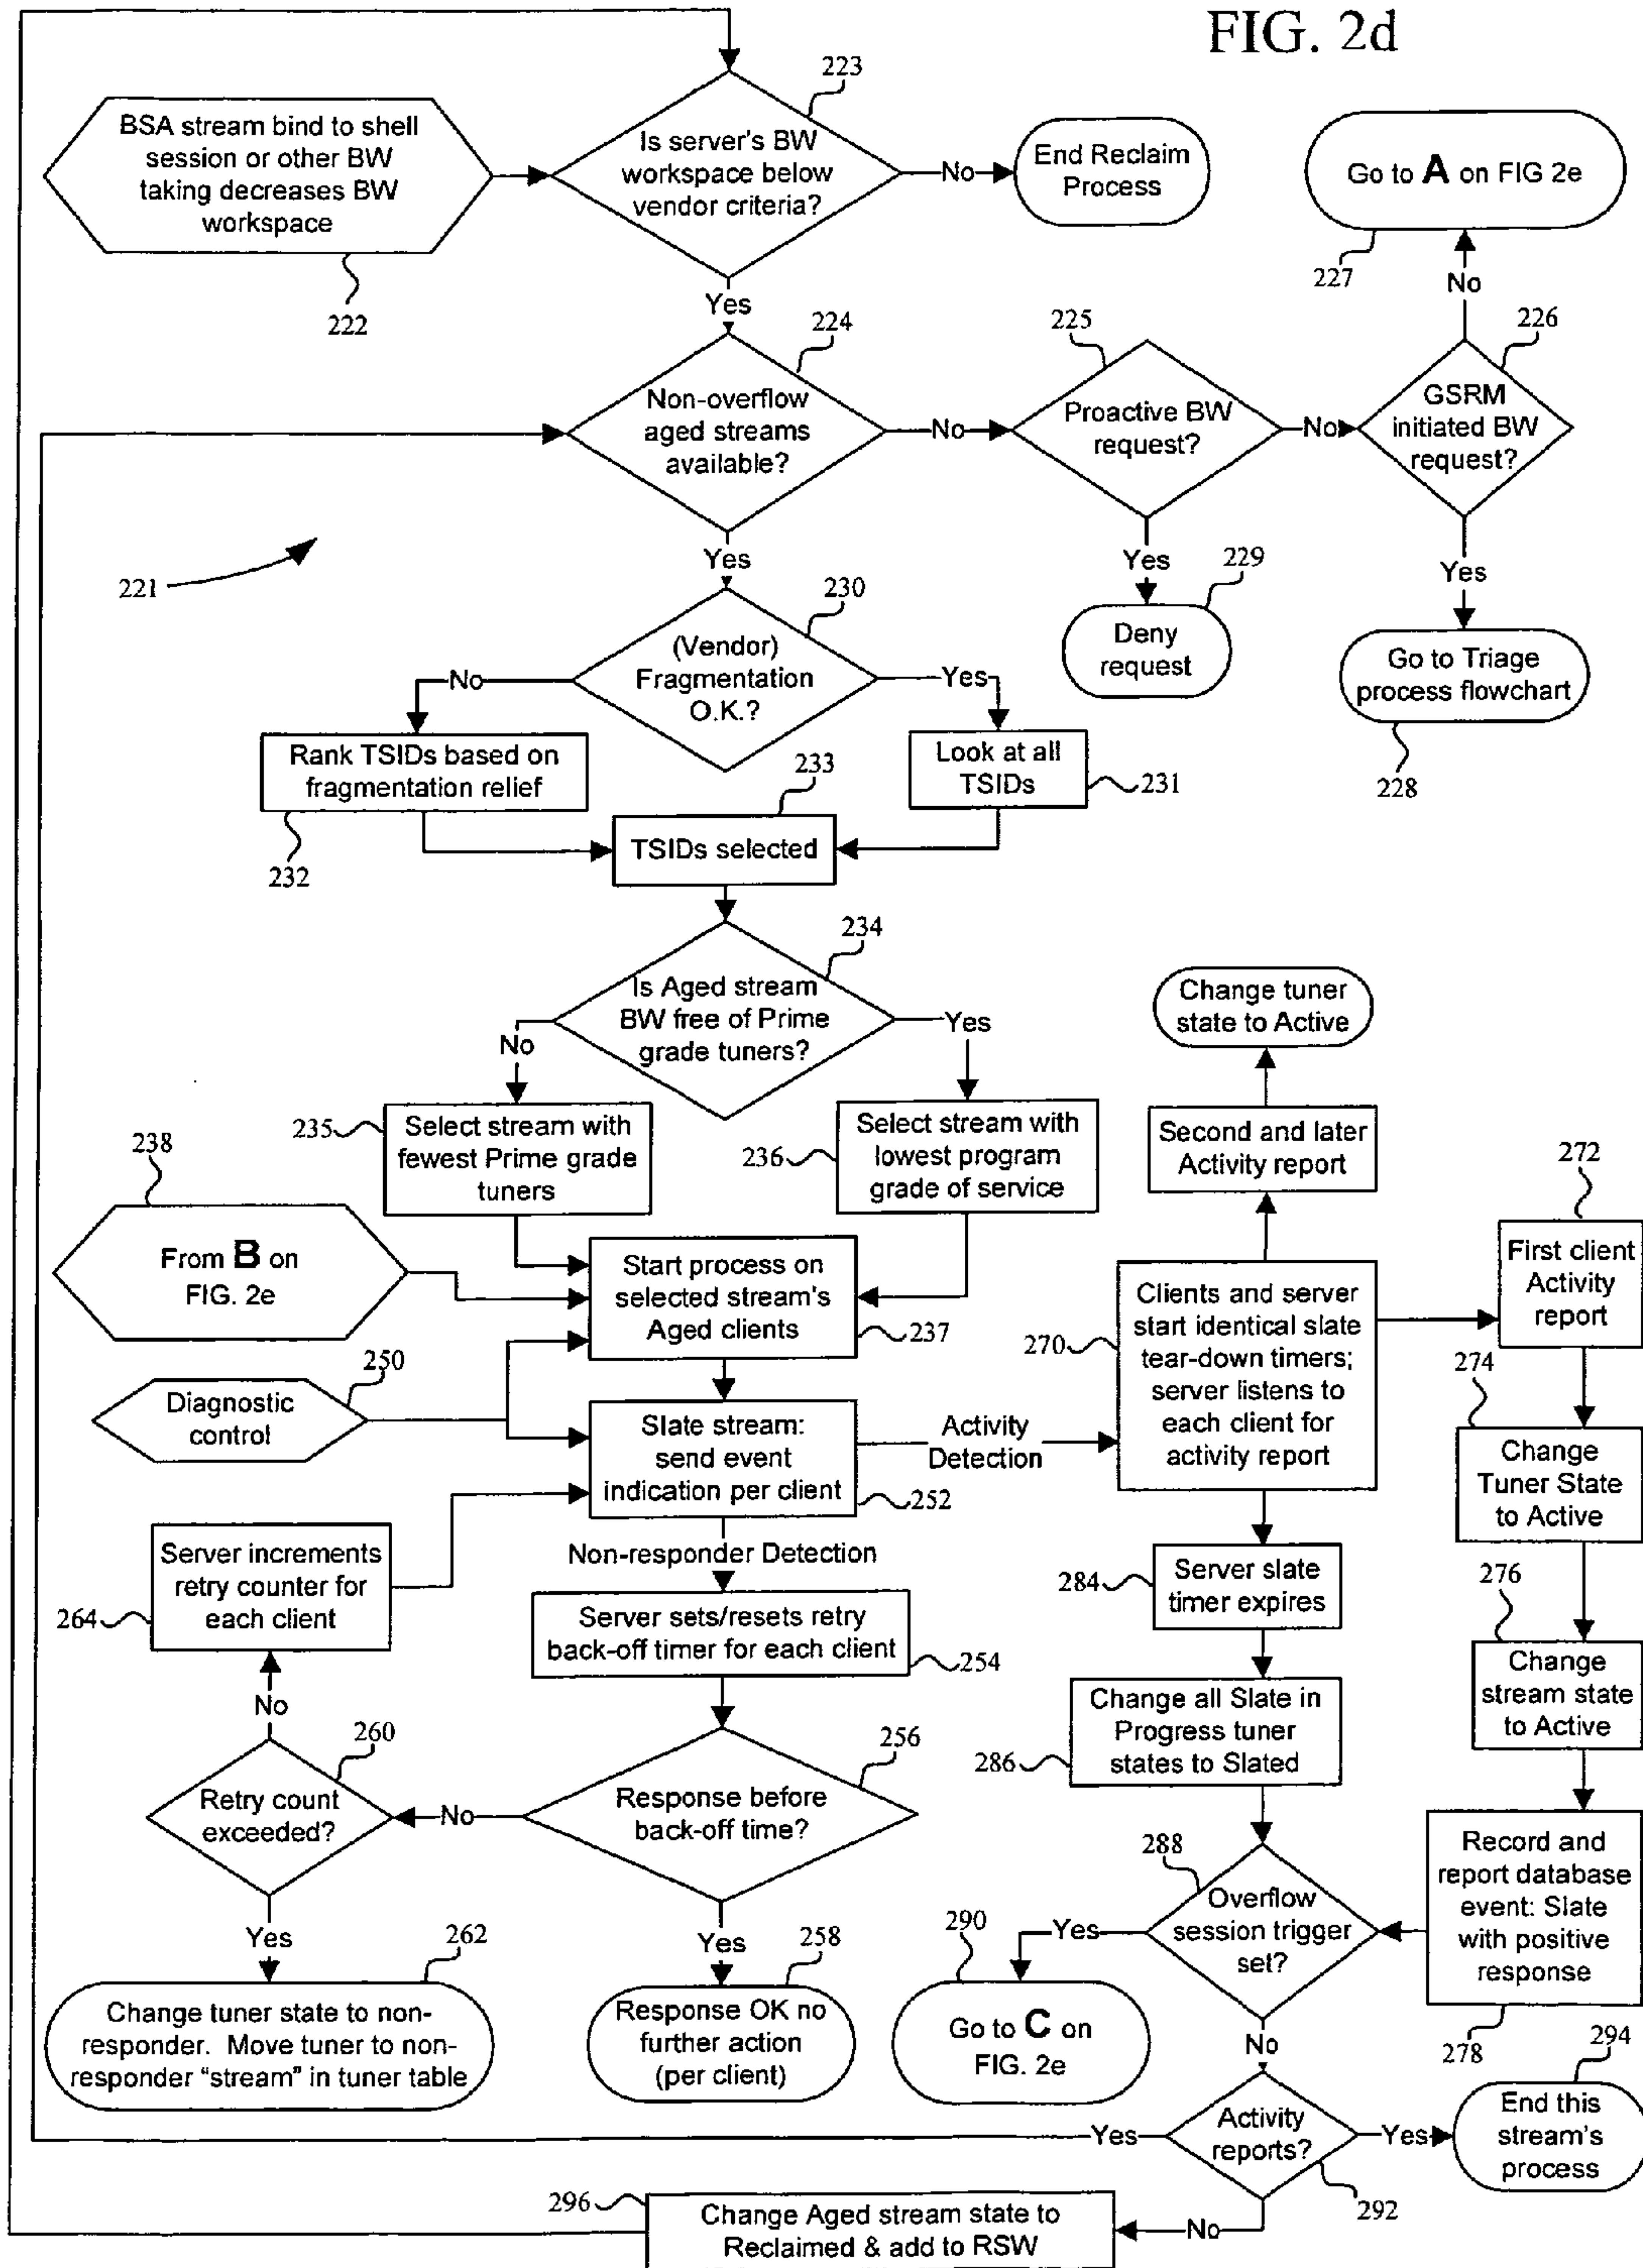 FIG. 2d
223
BSA stream bind to shell
session or other BW
taking decreases BW
workspace
222
Is server's BW
workspace below
vendor criteria?
No
End Reclaim
Process
Go to A on FIG 2e
227
No
Yes
224
225
226
Non-overflow
aged streams
available?
No
Proactive BW
request?
No
GSRM
initiated BW
request?
221
Yes
Yes
229
Yes
230
Deny
request
Go to Triage
process flowchart
228
(Vendor)
Fragmentation
O.K.?
No
Yes
Rank TSIDs based on
fragmentation relief
232
233
Look at all
TSIDs
231
TSIDs selected
234
Is Aged stream
BW free of Prime
grade tuners?
No
Yes
Change tuner
state to Active
235
Select stream with
fewest Prime grade
tuners
236
Select stream with
lowest program
grade of service
Second and later
Activity report
272
238
From B on
FIG. 2e
Start process on
selected stream's
Aged clients
237
270
Clients and server
start identical slate
tear-down timers;
server listens to
each client for
activity report
First client
Activity
report
250
Diagnostic
control
274
Slate stream:
send event
indication per client
252
Activity
Detection
Change
Tuner State
to Active
Server increments
retry counter for
each client
264
Non-responder Detection
284
Server slate
timer expires
276
Server sets/resets retry
back-off timer for each client
254
Change
stream state
to Active
No
260
256
286
Change all Slate in
Progress tuner
states to Slated
Retry count
exceeded?
No
Response before
back-off time?
288
Record and
report database
event: Slate
with positive
response
278
Overflow
session trigger
set?
Yes
262
Yes
258
290
Yes
No
Change tuner state to non-
responder. Move tuner to non-
responder "stream" in tuner table
Response OK no
further action
(per client)
Go to C on
FIG. 2e
294
Yes
Activity
reports?
292
Yes
End this
stream's
process
296
Change Aged stream state to
Reclaimed & add to RSW
No